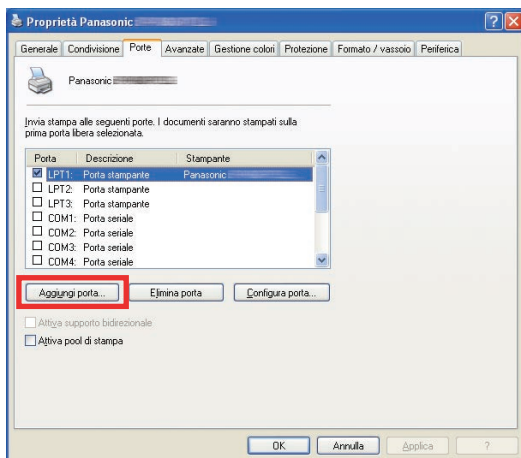 Proprietà Panasonic
Generale Condivisione Porte Avanzate Gestione colori Protezione Formato / vassoio Periferica
Panasonic
Invia stampa alle seguenti porte. I documenti saranno stampati sulla
prima porta libera selezionata.
Porta Descrizione Stampante
LPT1: Porta stampante Panasonic
LPT2: Porta stampante
LPT3: Porta stampante
COM1: Porta seriale
COM2: Porta seriale
COM3: Porta seriale
COM4: Porta seriale
Aggiungi porta... Elimina porta Configura porta...
Attiva supporto bidirezionale
Attiva pool di stampa
OK Annulla Applica ?